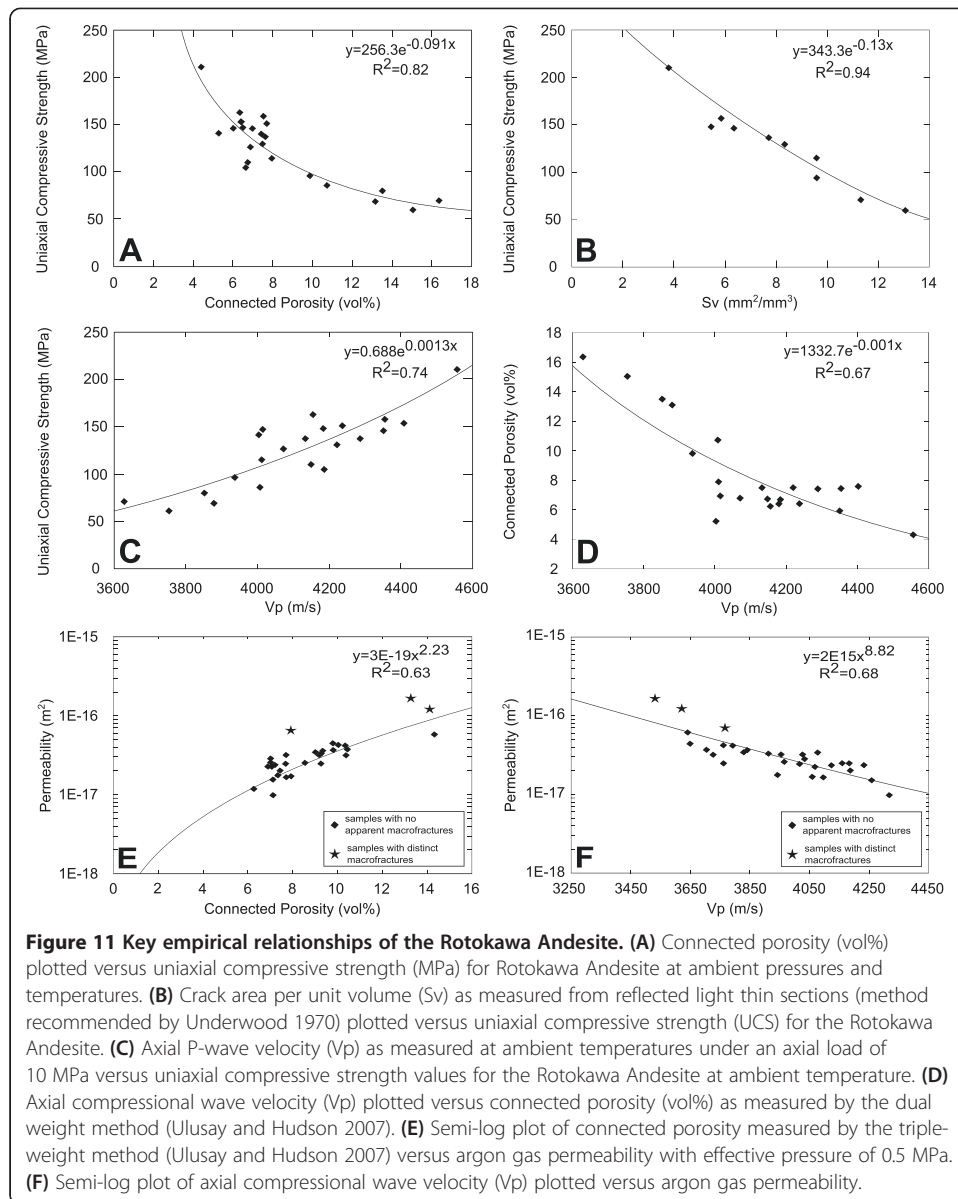 250
200
150
100
50
0
Uniaxial Compressive Strength (MPa)
y=256.3e^-0.091x
R²=0.82
A
0 2 4 6 8 10 12 14 16 18
Connected Porosity (vol%)
250
200
150
100
50
0
Uniaxial Compressive Strength (MPa)
y=343.3e^-0.13x
R²=0.94
B
0 2 4 6 8 10 12 14
Sv (mm²/mm³)
250
200
150
100
50
0
Uniaxial Compressive Strength (MPa)
y=0.688e^0.0013x
R²=0.74
C
3600 3800 4000 4200 4400 4600
Vp (m/s)
20
18
16
14
12
10
8
6
4
2
Connected Porosity (vol%)
y=1332.7e^-0.001x
R²=0.67
D
3600 3800 4000 4200 4400 4600
Vp (m/s)
1E-15
1E-16
1E-17
1E-18
Permeability (m²)
y=3E-19x^2.23
R²=0.63
samples with no
apparent macrofractures
samples with distinct
macrofractures
E
0 2 4 6 8 10 12 14 16
Connected Porosity (vol%)
1E-15
1E-16
1E-17
1E-18
Permeability (m²)
y=2E15x^8.82
R²=0.68
samples with no
apparent macrofractures
samples with distinct
macrofractures
F
3250 3450 3650 3850 4050 4250 4450
Vp (m/s)
Figure 11 Key empirical relationships of the Rotokawa Andesite. (A) Connected porosity (vol%)
plotted versus uniaxial compressive strength (MPa) for Rotokawa Andesite at ambient pressures and
temperatures. (B) Crack area per unit volume (Sv) as measured from reflected light thin sections (method
recommended by Underwood 1970) plotted versus uniaxial compressive strength (UCS) for the Rotokawa
Andesite. (C) Axial P-wave velocity (Vp) as measured at ambient temperatures under an axial load of
10 MPa versus uniaxial compressive strength values for the Rotokawa Andesite at ambient temperature. (D)
Axial compressional wave velocity (Vp) plotted versus connected porosity (vol%) as measured by the dual
weight method (Ulusay and Hudson 2007). (E) Semi-log plot of connected porosity measured by the triple-
weight method (Ulusay and Hudson 2007) versus argon gas permeability with effective pressure of 0.5 MPa.
(F) Semi-log plot of axial compressional wave velocity (Vp) plotted versus argon gas permeability.